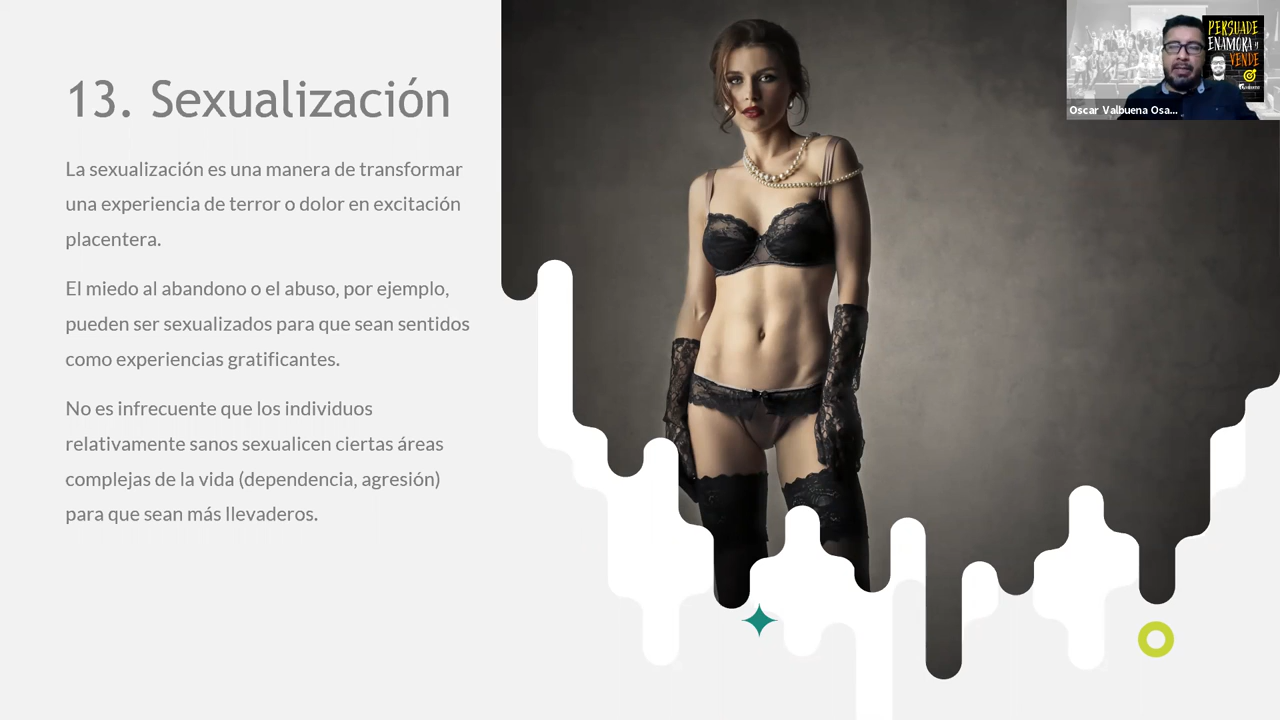 13. Sexualización
La sexualización es una manera de transformar
una experiencia de terror o dolor en excitación
placentera.
El miedo al abandono o el abuso, por ejemplo,
pueden ser sexualizados para que sean sentidos
como experiencias gratificantes.
No es infrecuente que los individuos
relativamente sanos sexualicen ciertas áreas
complejas de la vida (dependencia, agresión)
para que sean más llevaderos.
PERSUADE
ENAMORA y
VENDE
Oscar Valbuena Osa...